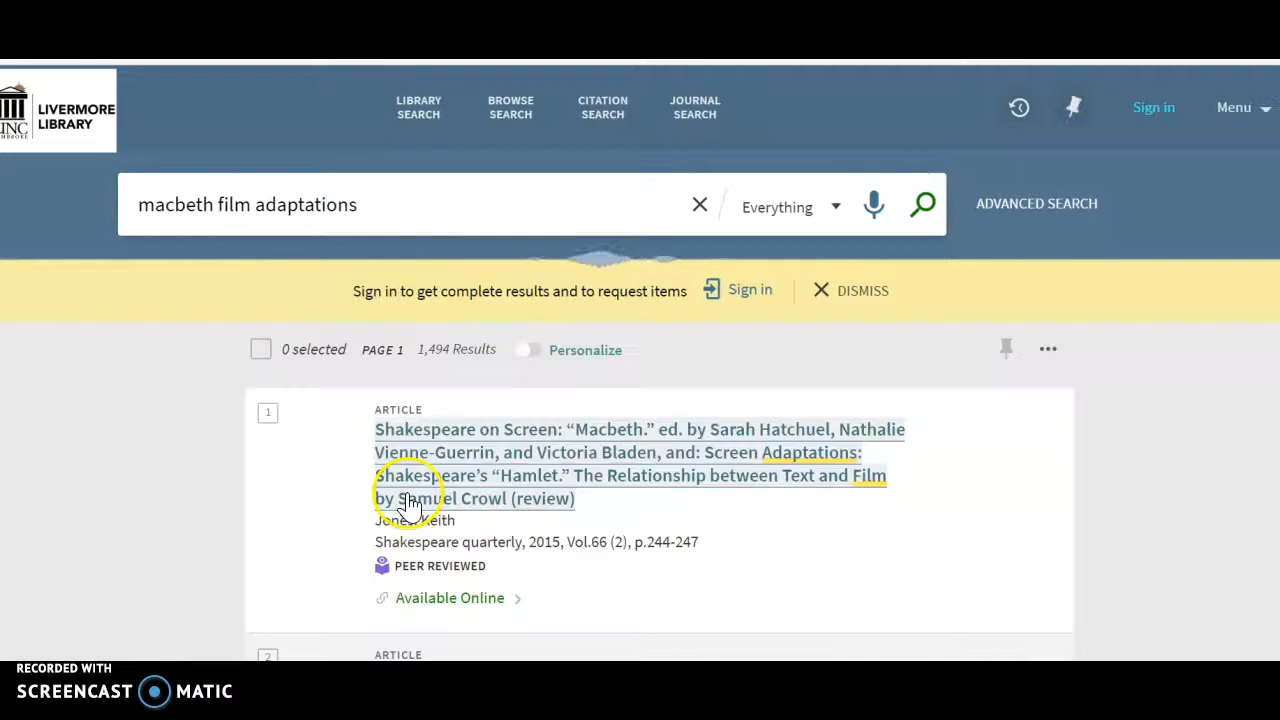 UNC
LIVERMORE
LIBRARY
LIBRARY SEARCH
BROWSE SEARCH
CITATION SEARCH
JOURNAL SEARCH
Sign in
Menu
macbeth film adaptations
Everything
ADVANCED SEARCH
Sign in to get complete results and to request items
Sign in
DISMISS
0 selected PAGE 1 1,494 Results Personalize
1
ARTICLE
Shakespeare on Screen: “Macbeth.” ed. by Sarah Hatchuel, Nathalie
Vienne-Guerrin, and Victoria Bladen, and: Screen Adaptations:
Shakespeare’s “Hamlet.” The Relationship between Text and Film
by Samuel Crowl (review)
Jones, Keith
Shakespeare quarterly, 2015, Vol.66 (2), p.244-247
PEER REVIEWED
Available Online
2
ARTICLE
RECORDED WITH
SCREENCAST MATIC